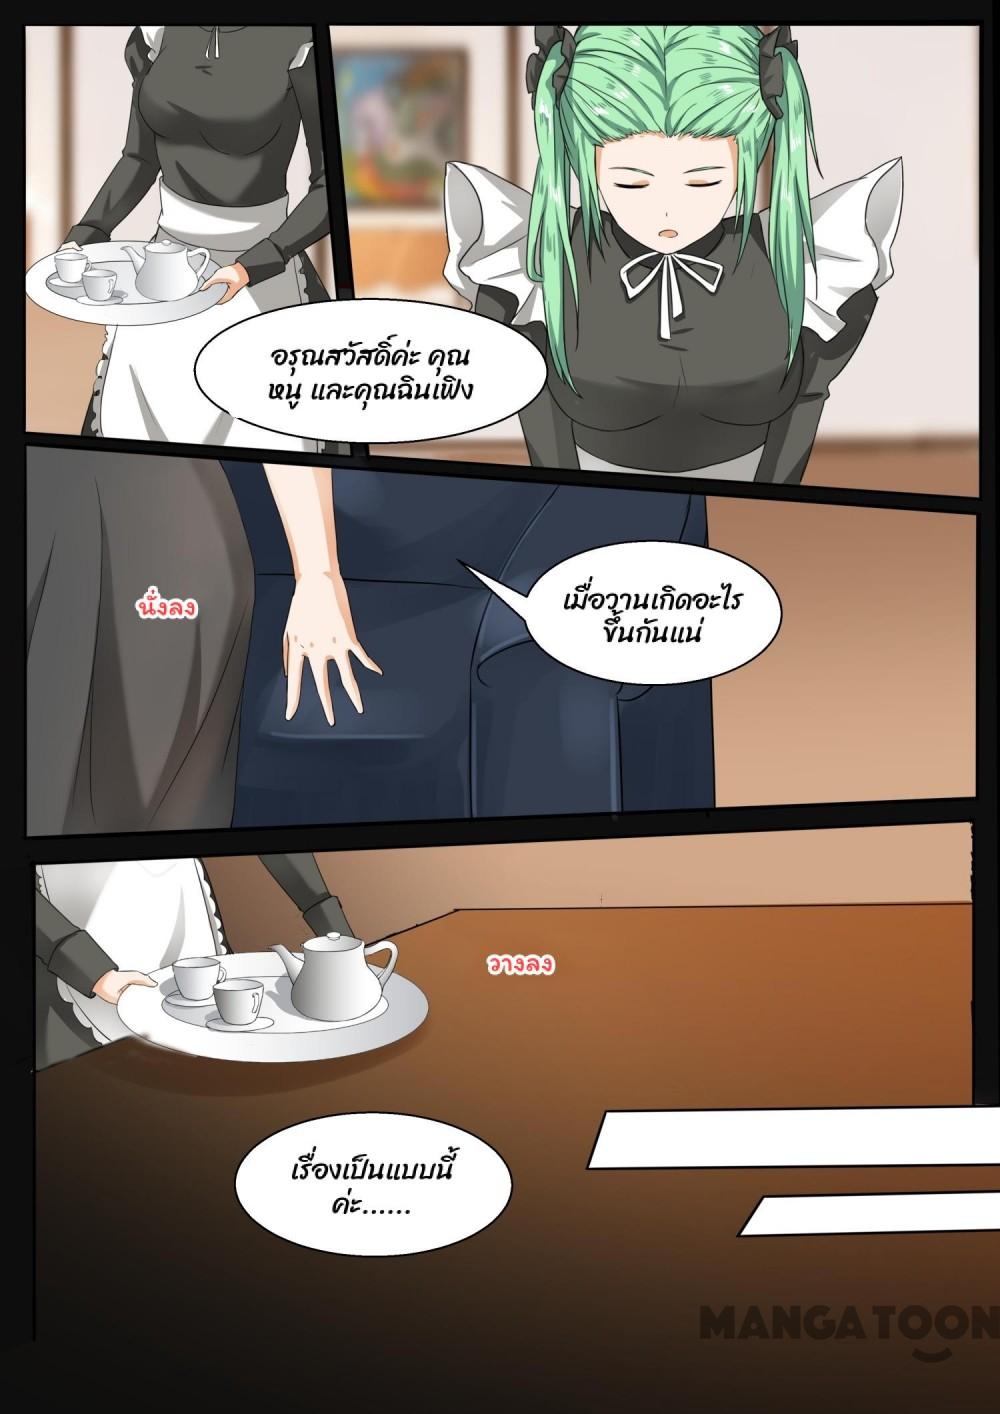 อรุณสวัสดิ์ค่ะ คุณ
หนู และคุณฉินเฟิง
นั่งลง
เมื่อวานเกิดอะไร
ขึ้นกันแน่
วางลง
เรื่องเป็นแบบนี้
ค่ะ......
MANGATOON